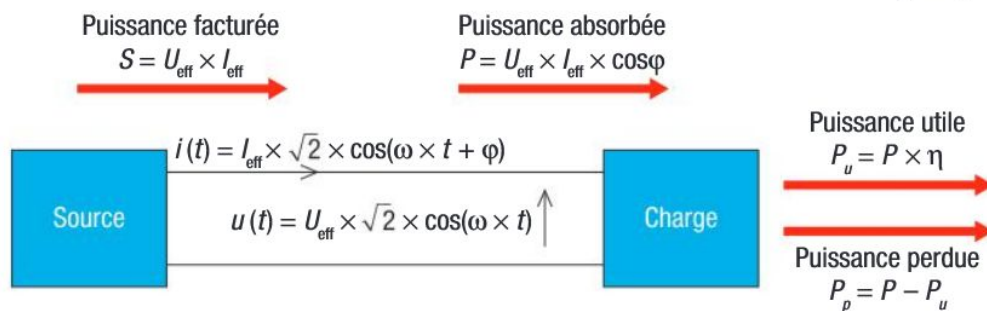 Puissance facturée
S = U_eff × I_eff
Puissance absorbée
P = U_eff × I_eff × cosφ
i(t) = I_eff × √2 × cos(ω × t + φ)
Source
u(t) = U_eff × √2 × cos(ω × t)
Charge
Puissance utile
P_u = P × η
Puissance perdue
P_p = P − P_u